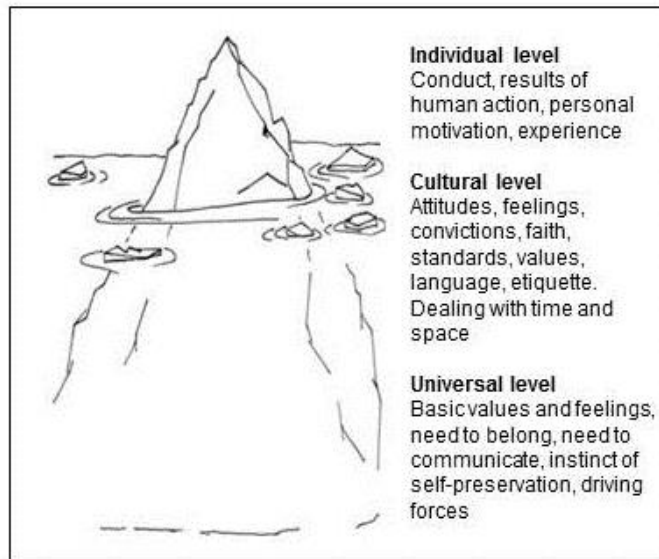 Individual level
Conduct, results of
human action, personal
motivation, experience
Cultural level
Attitudes, feelings,
convictions, faith,
standards, values,
language, etiquette.
Dealing with time and
space
Universal level
Basic values and feelings,
need to belong, need to
communicate, instinct of
self-preservation, driving
forces